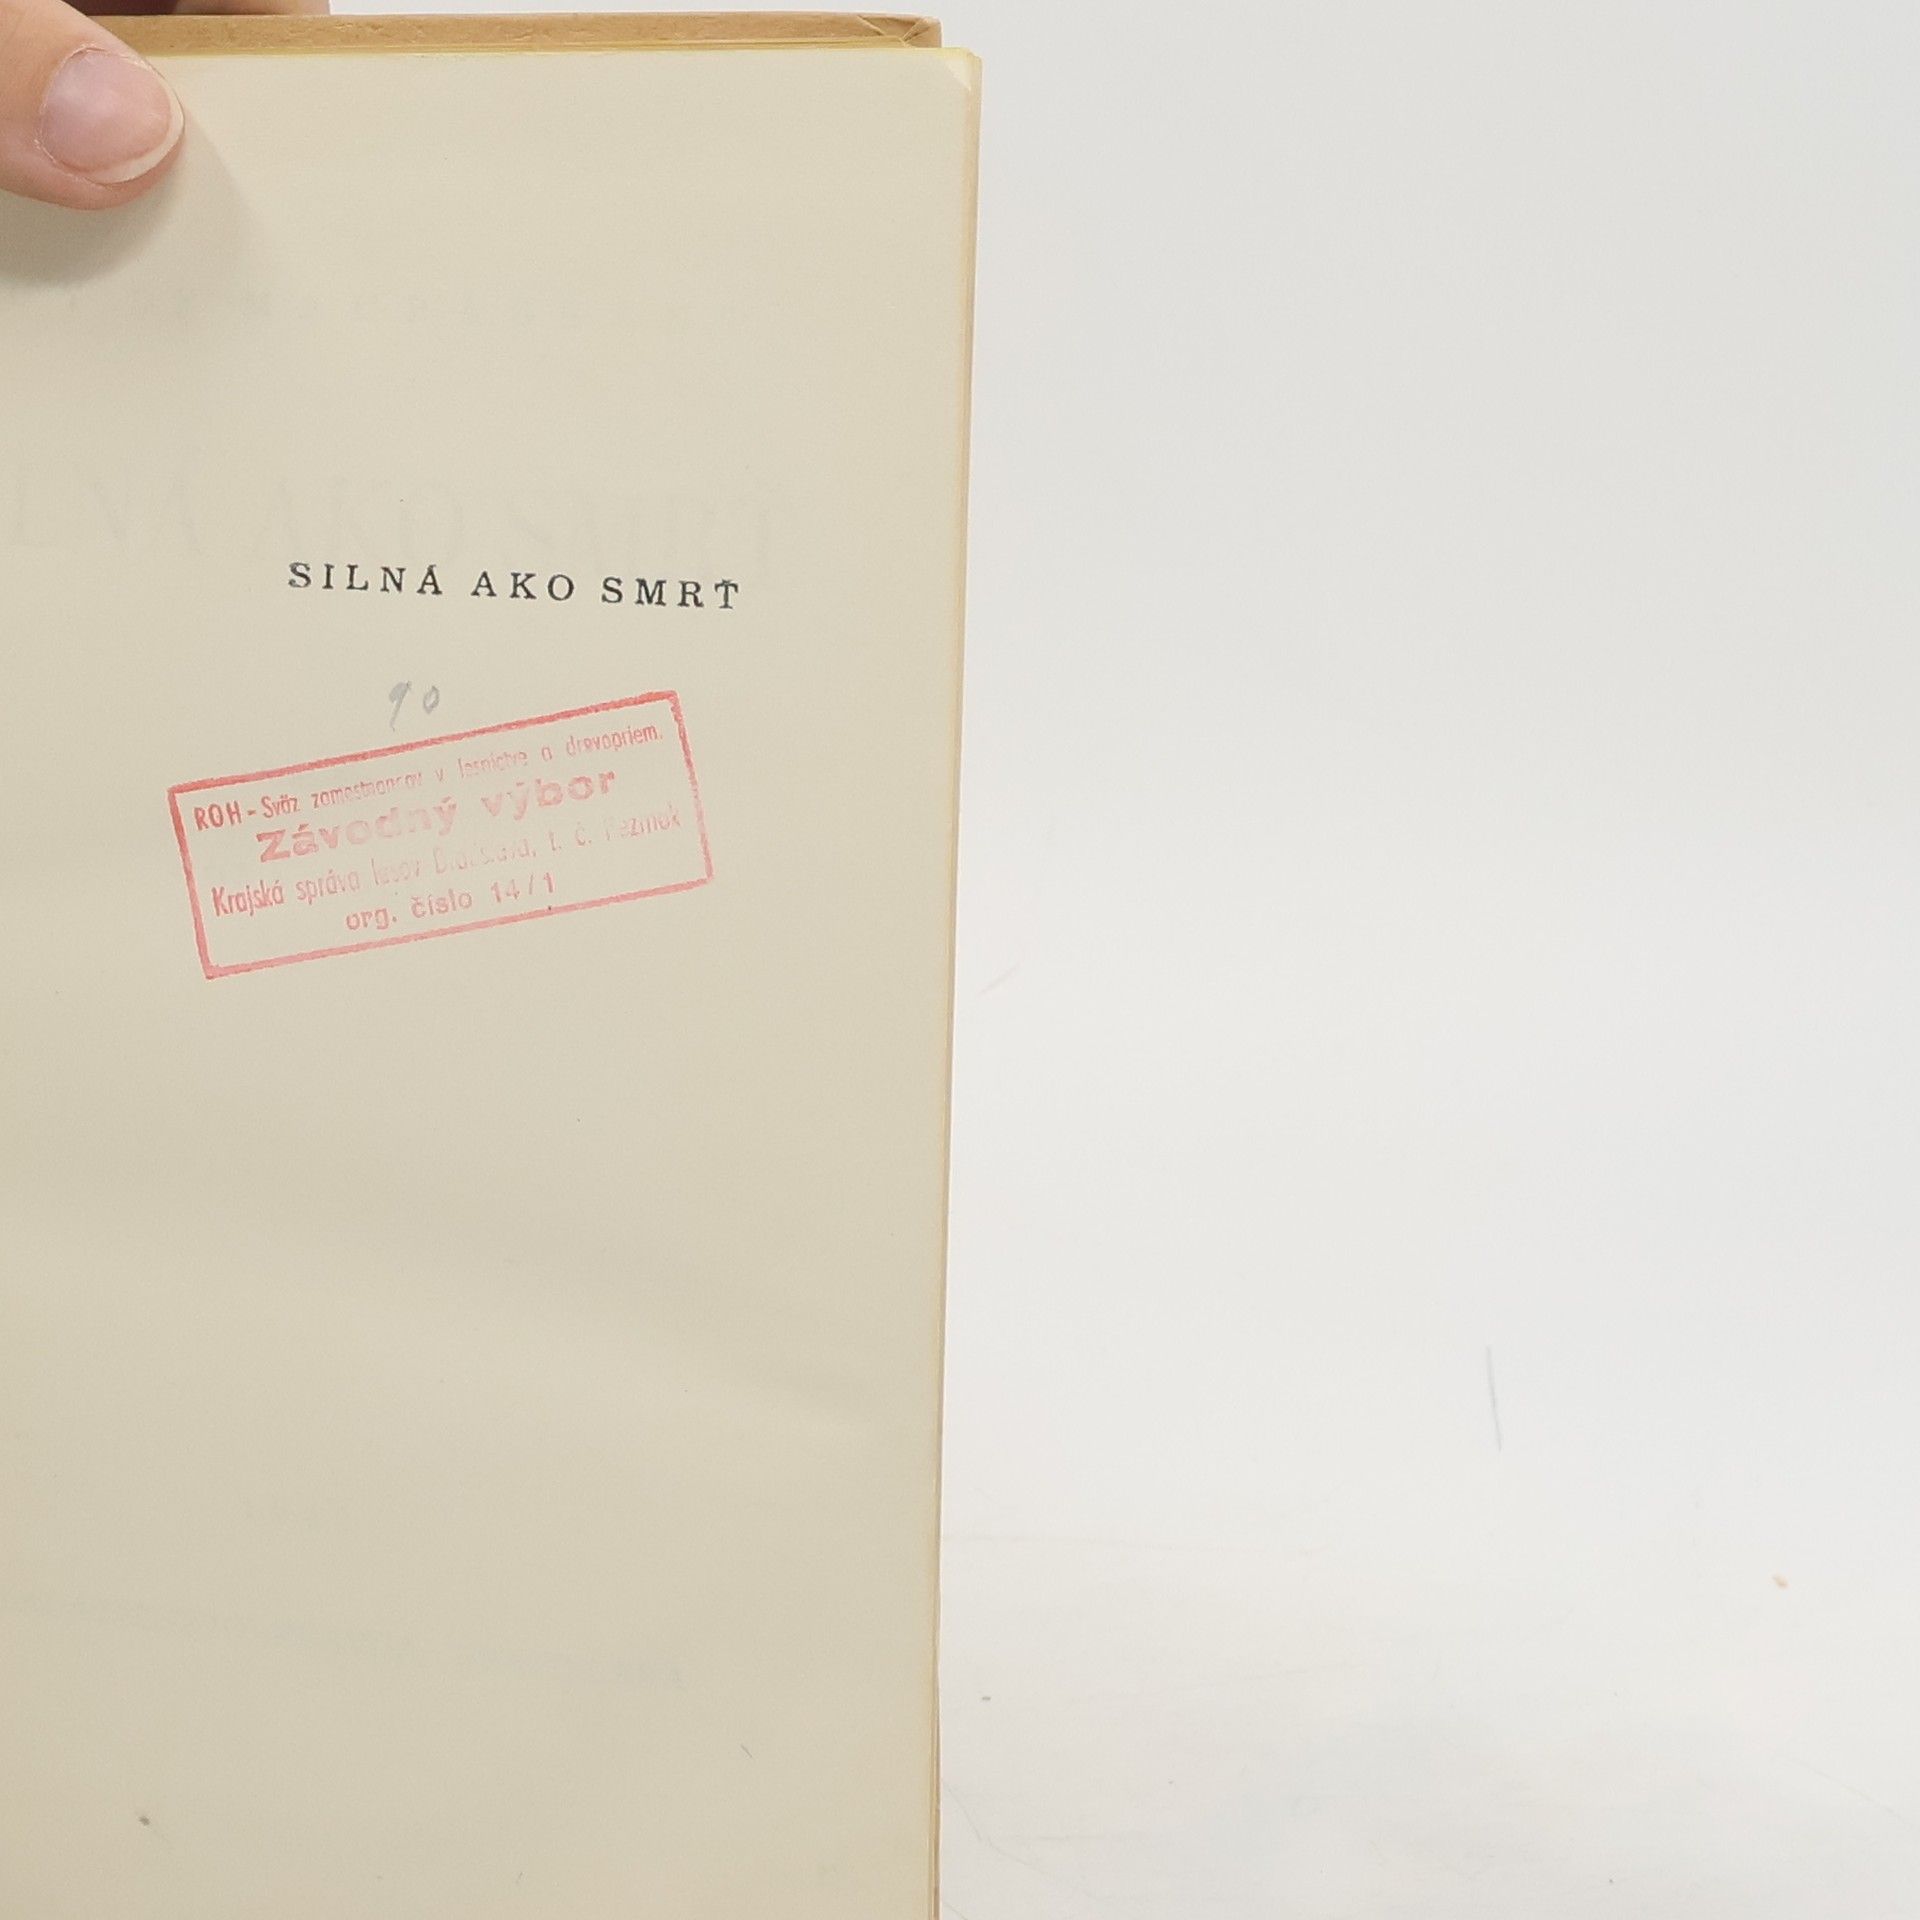 SILNÁ AKO SMRŤ
90
ROH - Sväz zamestnancov v lesníctve a drevopriem.
Závodný výbor
Krajská správa lesov Bratislava, t. č. Pezinok
org. číslo 14/1